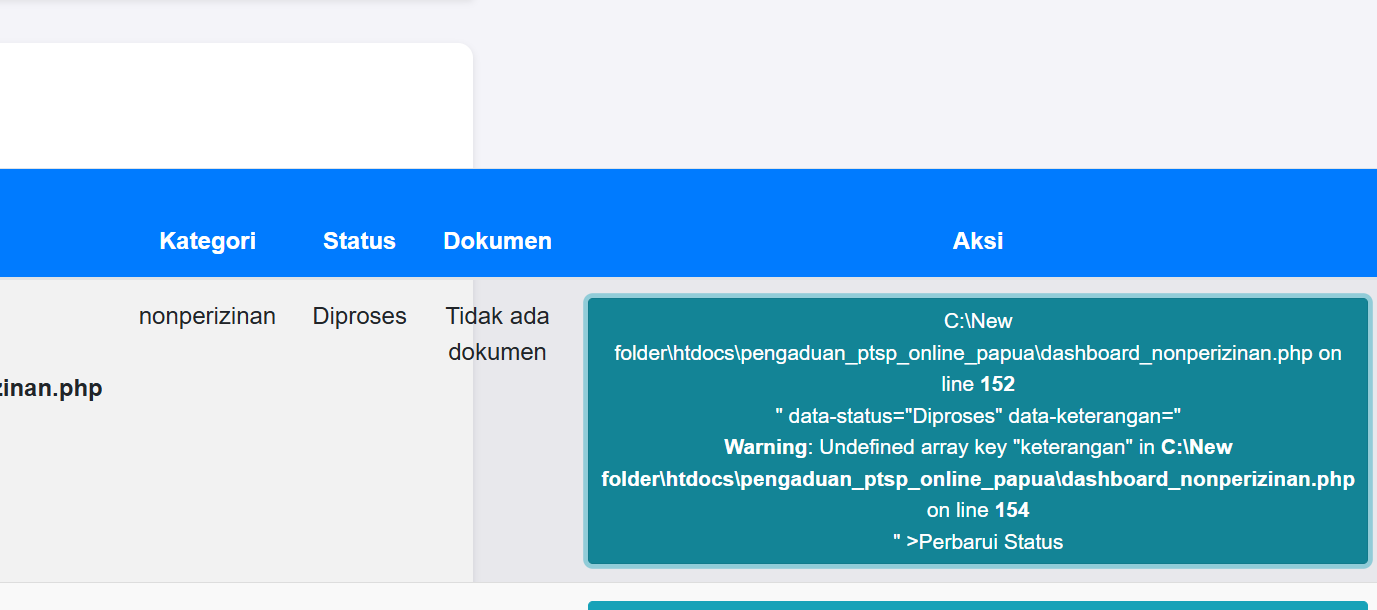 Kategori Status Dokumen Aksi
nonperizinan Diproses Tidak ada
dokumen
zinan.php
C:\New
folder\htdocs\pengaduan_ptsp_online_papua\dashboard_nonperizinan.php on
line 152
" data-status="Diproses" data-keterangan="
Warning: Undefined array key "keterangan" in C:\New
folder\htdocs\pengaduan_ptsp_online_papua\dashboard_nonperizinan.php
on line 154
" >Perbarui Status